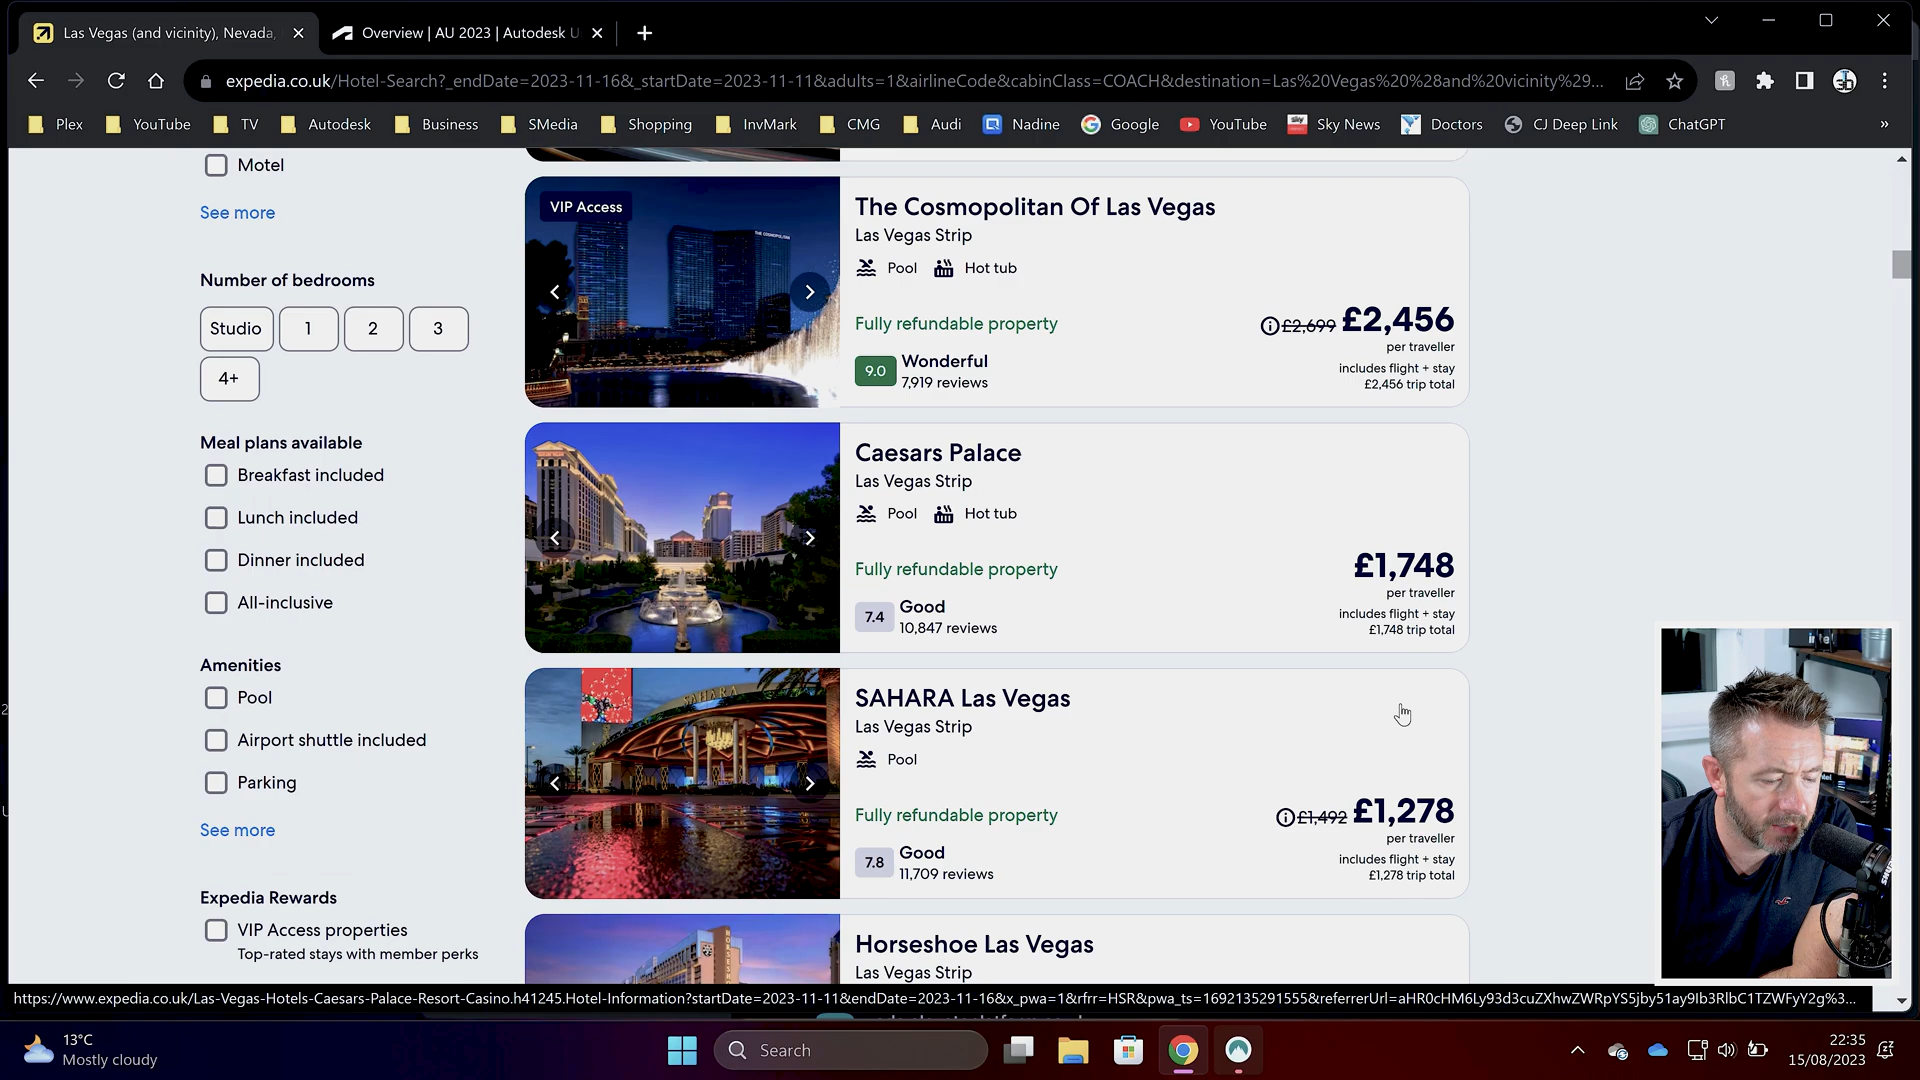 Las Vegas (and vicinity), Nevada,
Overview | AU 2023 | Autodesk U
expedia.co.uk/Hotel-Search?_endDate=2023-11-16&_startDate=2023-11-11&adults=1&airlineCode&cabinClass=COACH&destination=Las%20Vegas%20%28and%20vicinity%29...
Plex
YouTube
TV
Autodesk
Business
SMedia
Shopping
InvMark
CMG
Audi
Nadine
Google
YouTube
Sky News
Doctors
CJ Deep Link
ChatGPT
»
Motel
See more
Number of bedrooms
Studio
1
2
3
4+
Meal plans available
Breakfast included
Lunch included
Dinner included
All-inclusive
Amenities
Pool
Airport shuttle included
Parking
See more
Expedia Rewards
VIP Access properties
Top-rated stays with member perks
VIP Access
The Cosmopolitan Of Las Vegas
Las Vegas Strip
Pool
Hot tub
Fully refundable property
9.0
Wonderful
7,919 reviews
£2,699 £2,456
per traveller
includes flight + stay
£2,456 trip total
Caesars Palace
Las Vegas Strip
Pool
Hot tub
Fully refundable property
7.4
Good
10,847 reviews
£1,748
per traveller
includes flight + stay
£1,748 trip total
SAHARA
SAHARA Las Vegas
Las Vegas Strip
Pool
Fully refundable property
7.8
Good
11,709 reviews
£1,492 £1,278
per traveller
includes flight + stay
£1,278 trip total
Horseshoe Las Vegas
Las Vegas Strip
https://www.expedia.co.uk/Las-Vegas-Hotels-Caesars-Palace-Resort-Casino.h41245.Hotel-Information?startDate=2023-11-11&endDate=2023-11-16&x_pwa=1&rfrr=HSR&pwa_ts=1692135291555&referrerUrl=aHR0cHM6Ly93d3cuZXhwZWRpYS5jby51ay9Ib3RlbC1TZWFyY2g%3...
13°C
Mostly cloudy
Search
22:35
15/08/2023